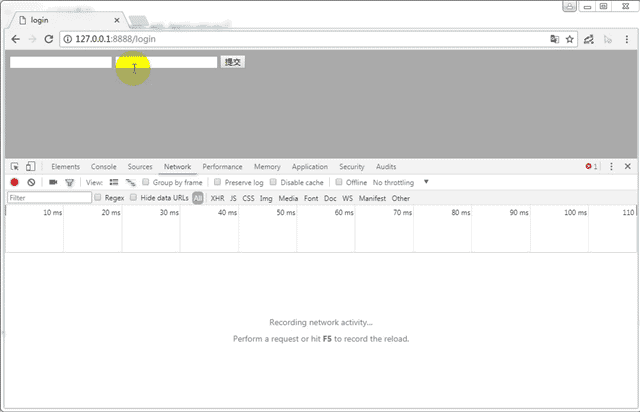 login
127.0.0.1:8888/login
提交
Elements Console Sources Network Performance Memory Application Security Audits 1
View: Group by frame Preserve log Disable cache Offline No throttling
Filter Regex Hide data URLs All XHR JS CSS Img Media Font Doc WS Manifest Other
10 ms 20 ms 30 ms 40 ms 50 ms 60 ms 70 ms 80 ms 90 ms 100 ms 110
Recording network activity...
Perform a request or hit F5 to record the reload.